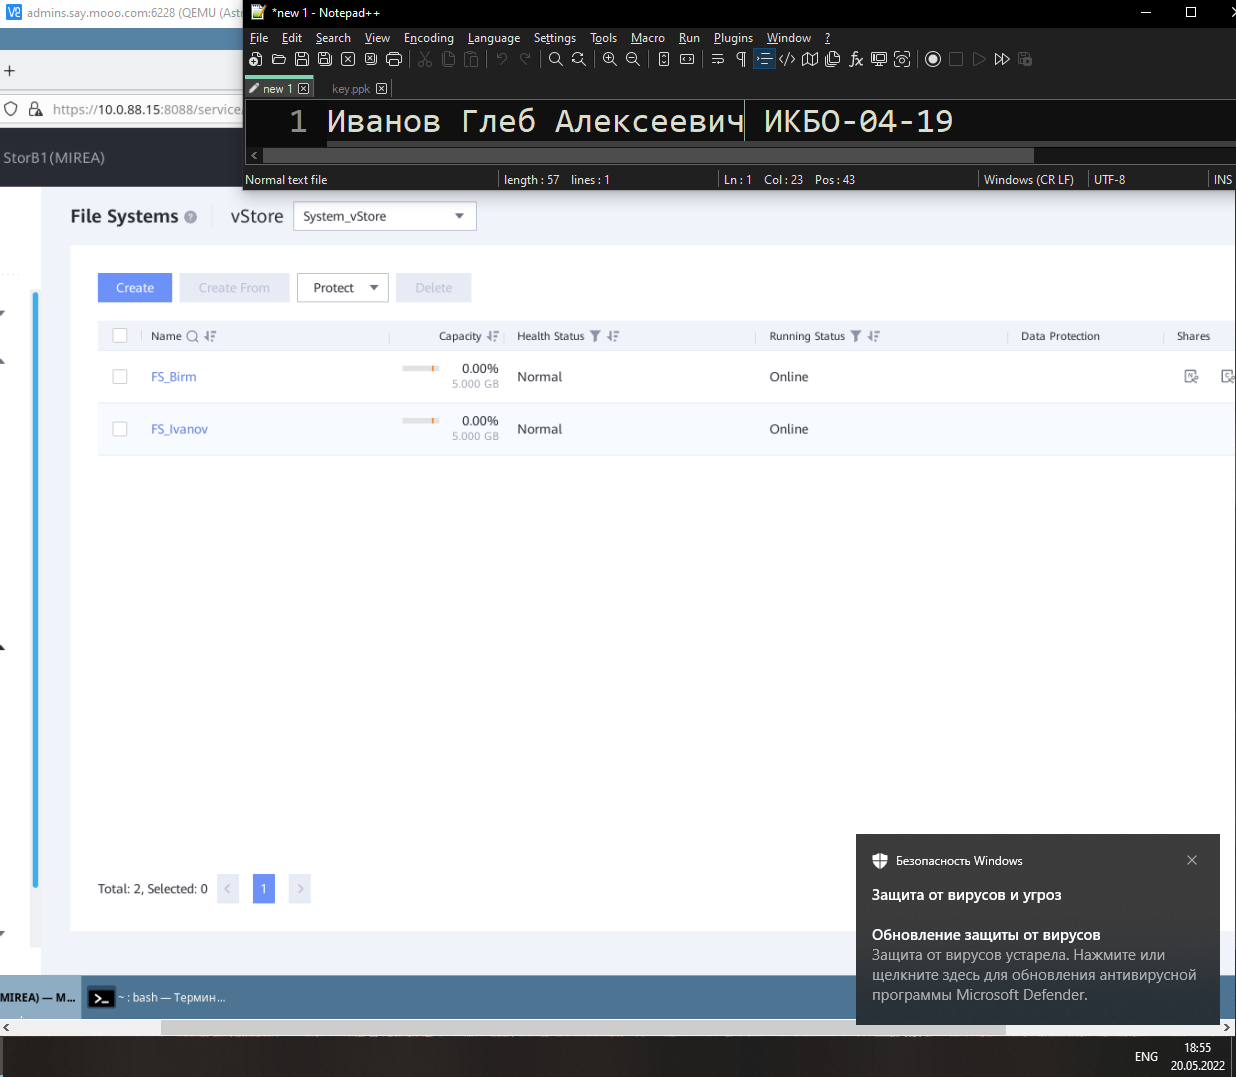 admins.say.mooo.com:6228 (QEMU (Ast
*new 1 - Notepad++
File Edit Search View Encoding Language Settings Tools Macro Run Plugins Window ?
new 1 key.ppk
https://10.0.88.15:8088/service
1 Иванов Глеб Алексеевич ИКБО-04-19
StorB1(MIREA)
Normal text file length : 57 lines : 1 Ln : 1 Col : 23 Pos : 43 Windows (CR LF) UTF-8 INS
File Systems ? vStore System_vStore
Create Create From Protect Delete
Name Capacity Health Status Running Status Data Protection Shares
FS_Birm 0.00% Normal Online
5.000 GB
FS_Ivanov 0.00% Normal Online
5.000 GB
Total: 2, Selected: 0 < 1 >
Безопасность Windows
Защита от вирусов и угроз
Обновление защиты от вирусов
Защита от вирусов устарела. Нажмите или
щелкните здесь для обновления антивирусной
программы Microsoft Defender.
MIREA) — M... ~ : bash — Термин...
ENG 18:55
20.05.2022